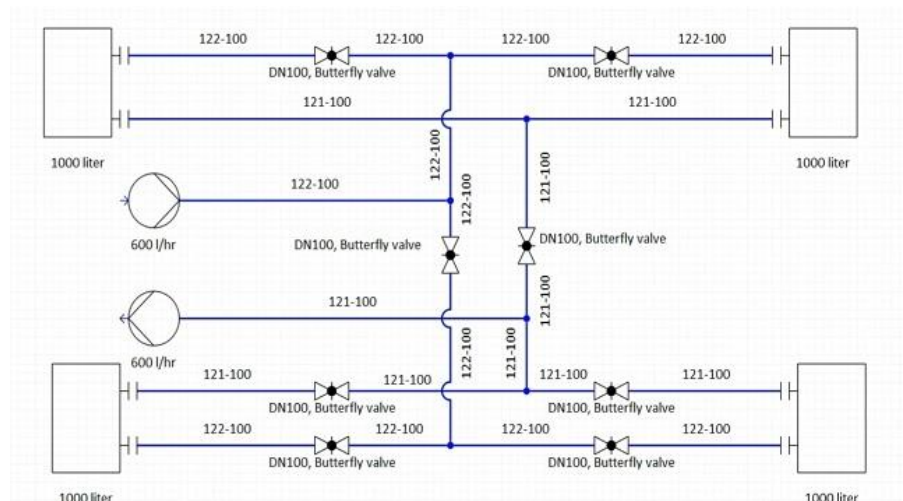 122-100 122-100 122-100 122-100
DN100, Butterfly valve DN100, Butterfly valve
121-100 121-100
1000 liter 1000 liter
122-100
121-100
122-100
122-100
600 l/hr
DN100, Butterfly valve DN100, Butterfly valve
121-100
121-100
122-100
121-100
600 l/hr
121-100 121-100 121-100 121-100
DN100, Butterfly valve DN100, Butterfly valve
122-100 122-100 122-100 122-100
DN100, Butterfly valve DN100, Butterfly valve
1000 liter 1000 liter